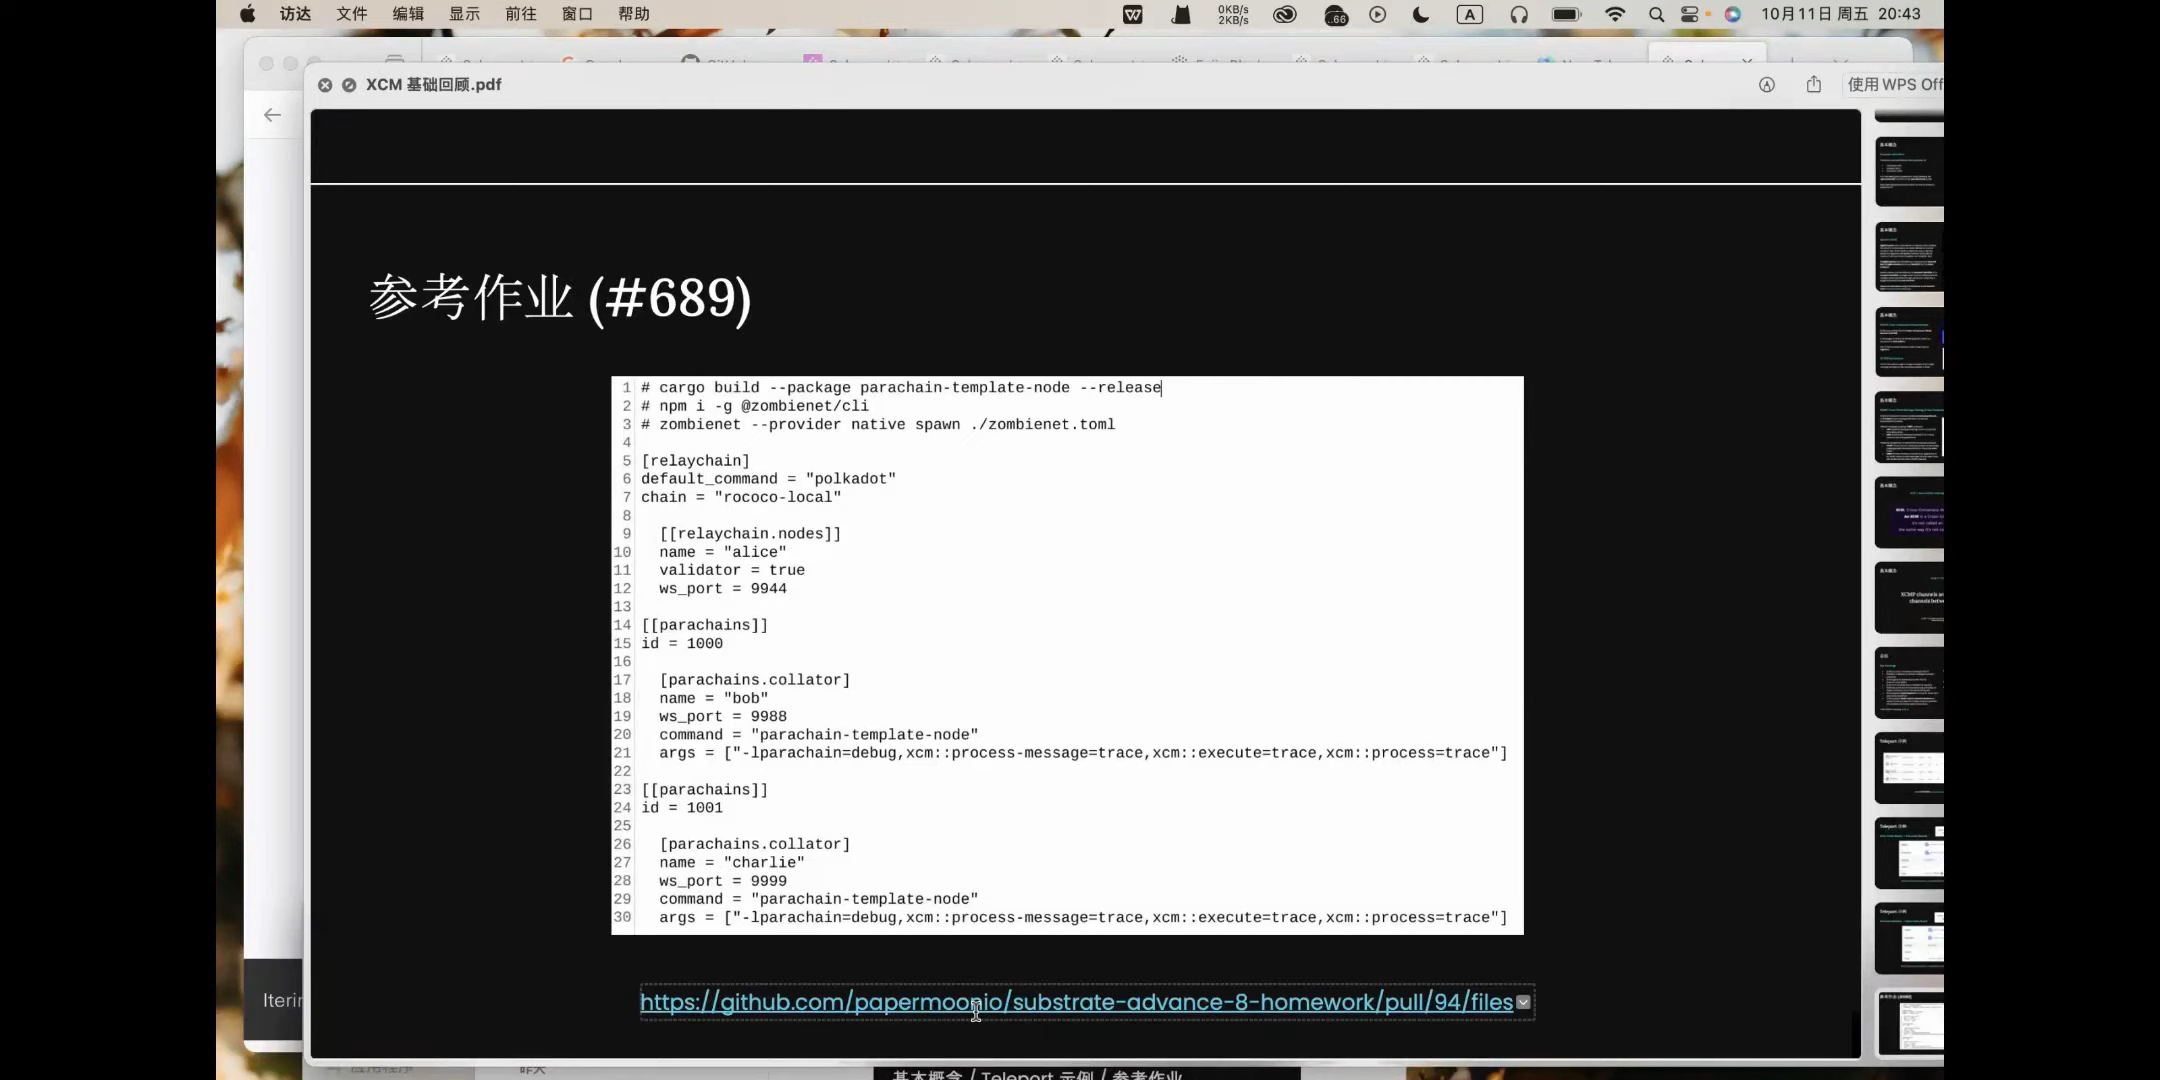 访达 文件 编辑 显示 前往 窗口 帮助
0KB/s
2KB/s
.66
A
10月11日 周五 20:43
XCM 基础回顾.pdf
使用 WPS Off
参考作业 (#689)
1 # cargo build --package parachain-template-node --release
2 # npm i -g @zombienet/cli
3 # zombienet --provider native spawn ./zombienet.toml
4
5 [relaychain]
6 default_command = "polkadot"
7 chain = "rococo-local"
8
9 [[relaychain.nodes]]
10 name = "alice"
11 validator = true
12 ws_port = 9944
13
14 [[parachains]]
15 id = 1000
16
17 [parachains.collator]
18 name = "bob"
19 ws_port = 9988
20 command = "parachain-template-node"
21 args = ["-lparachain=debug,xcm::process-message=trace,xcm::execute=trace,xcm::process=trace"]
22
23 [[parachains]]
24 id = 1001
25
26 [parachains.collator]
27 name = "charlie"
28 ws_port = 9999
29 command = "parachain-template-node"
30 args = ["-lparachain=debug,xcm::process-message=trace,xcm::execute=trace,xcm::process=trace"]
https://github.com/papermoonio/substrate-advance-8-homework/pull/94/files
Iterin
基本概念 / Teleport 示例 / 参考作业